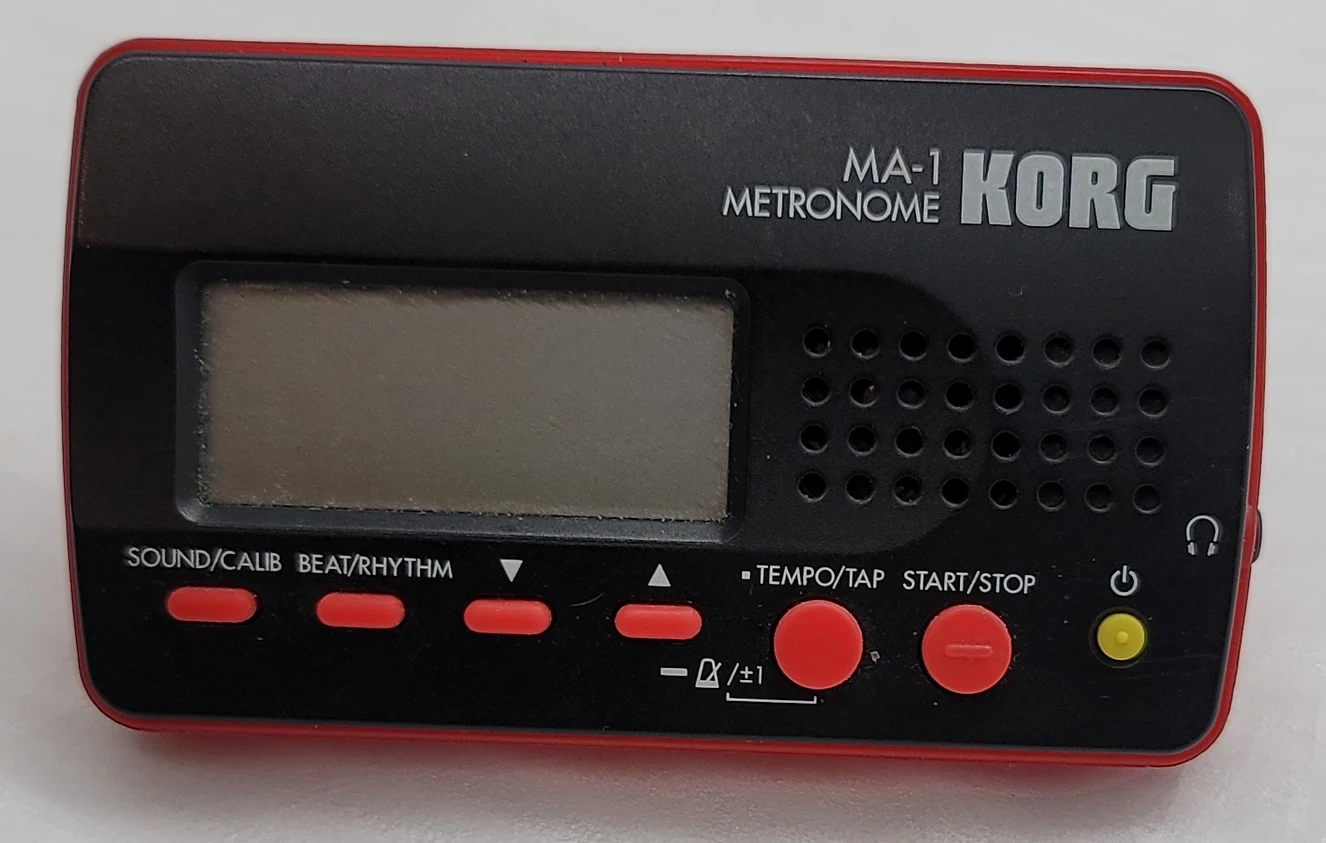 MA-1
METRONOME KORG
SOUND/CALIB BEAT/RHYTHM ▼ ▲ ▪TEMPO/TAP START/STOP
/±1